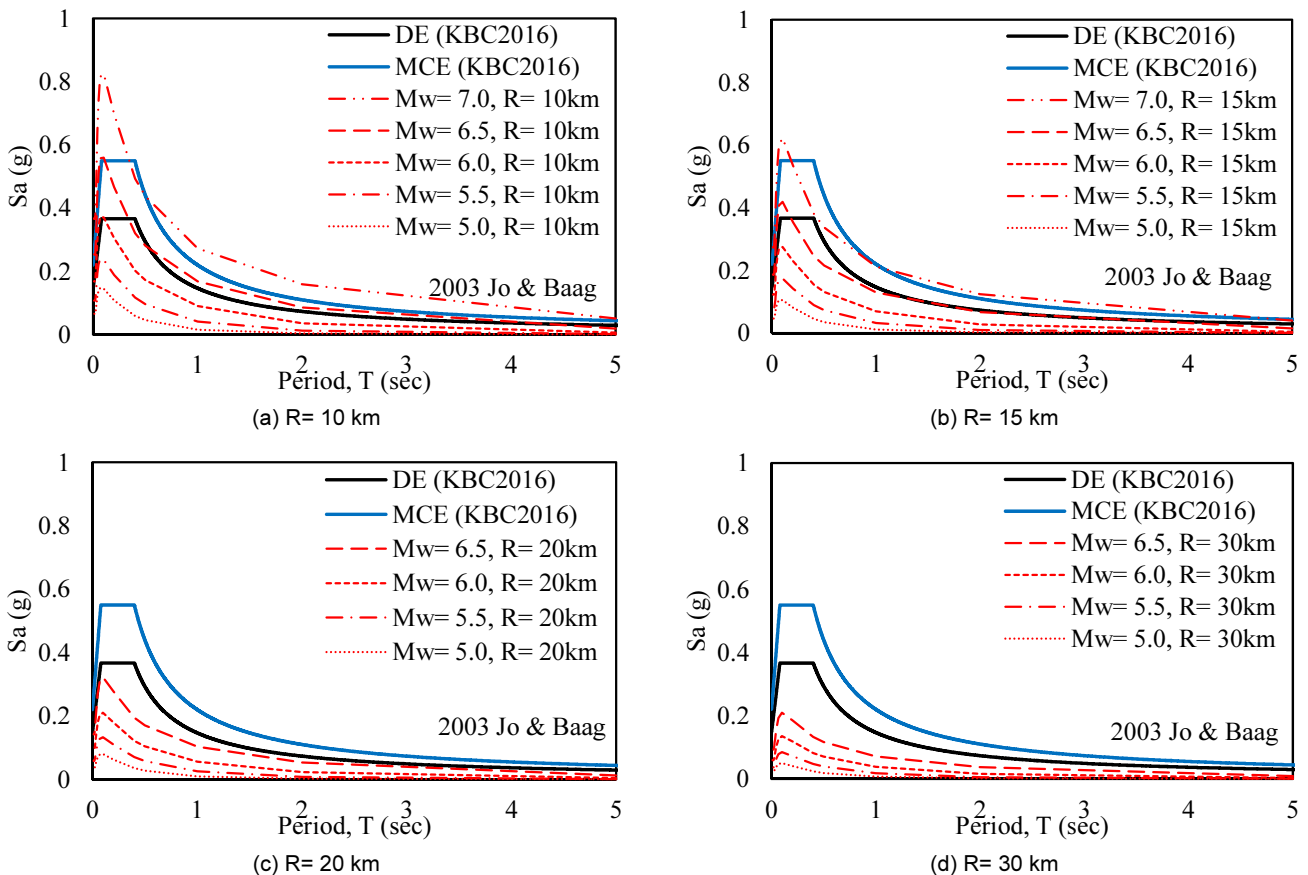 1
0.8
0.6
0.4
0.2
0
Sa (g)
DE (KBC2016)
MCE (KBC2016)
Mw= 7.0, R= 10km
Mw= 6.5, R= 10km
Mw= 6.0, R= 10km
Mw= 5.5, R= 10km
Mw= 5.0, R= 10km
2003 Jo & Baag
0 1 2 3 4 5
Period, T (sec)
(a) R= 10 km
1
0.8
0.6
0.4
0.2
0
Sa (g)
DE (KBC2016)
MCE (KBC2016)
Mw= 7.0, R= 15km
Mw= 6.5, R= 15km
Mw= 6.0, R= 15km
Mw= 5.5, R= 15km
Mw= 5.0, R= 15km
2003 Jo & Baag
0 1 2 3 4 5
Period, T (sec)
(b) R= 15 km
1
0.8
0.6
0.4
0.2
0
Sa (g)
DE (KBC2016)
MCE (KBC2016)
Mw= 6.5, R= 20km
Mw= 6.0, R= 20km
Mw= 5.5, R= 20km
Mw= 5.0, R= 20km
2003 Jo & Baag
0 1 2 3 4 5
Period, T (sec)
(c) R= 20 km
1
0.8
0.6
0.4
0.2
0
Sa (g)
DE (KBC2016)
MCE (KBC2016)
Mw= 6.5, R= 30km
Mw= 6.0, R= 30km
Mw= 5.5, R= 30km
Mw= 5.0, R= 30km
2003 Jo & Baag
0 1 2 3 4 5
Period, T (sec)
(d) R= 30 km